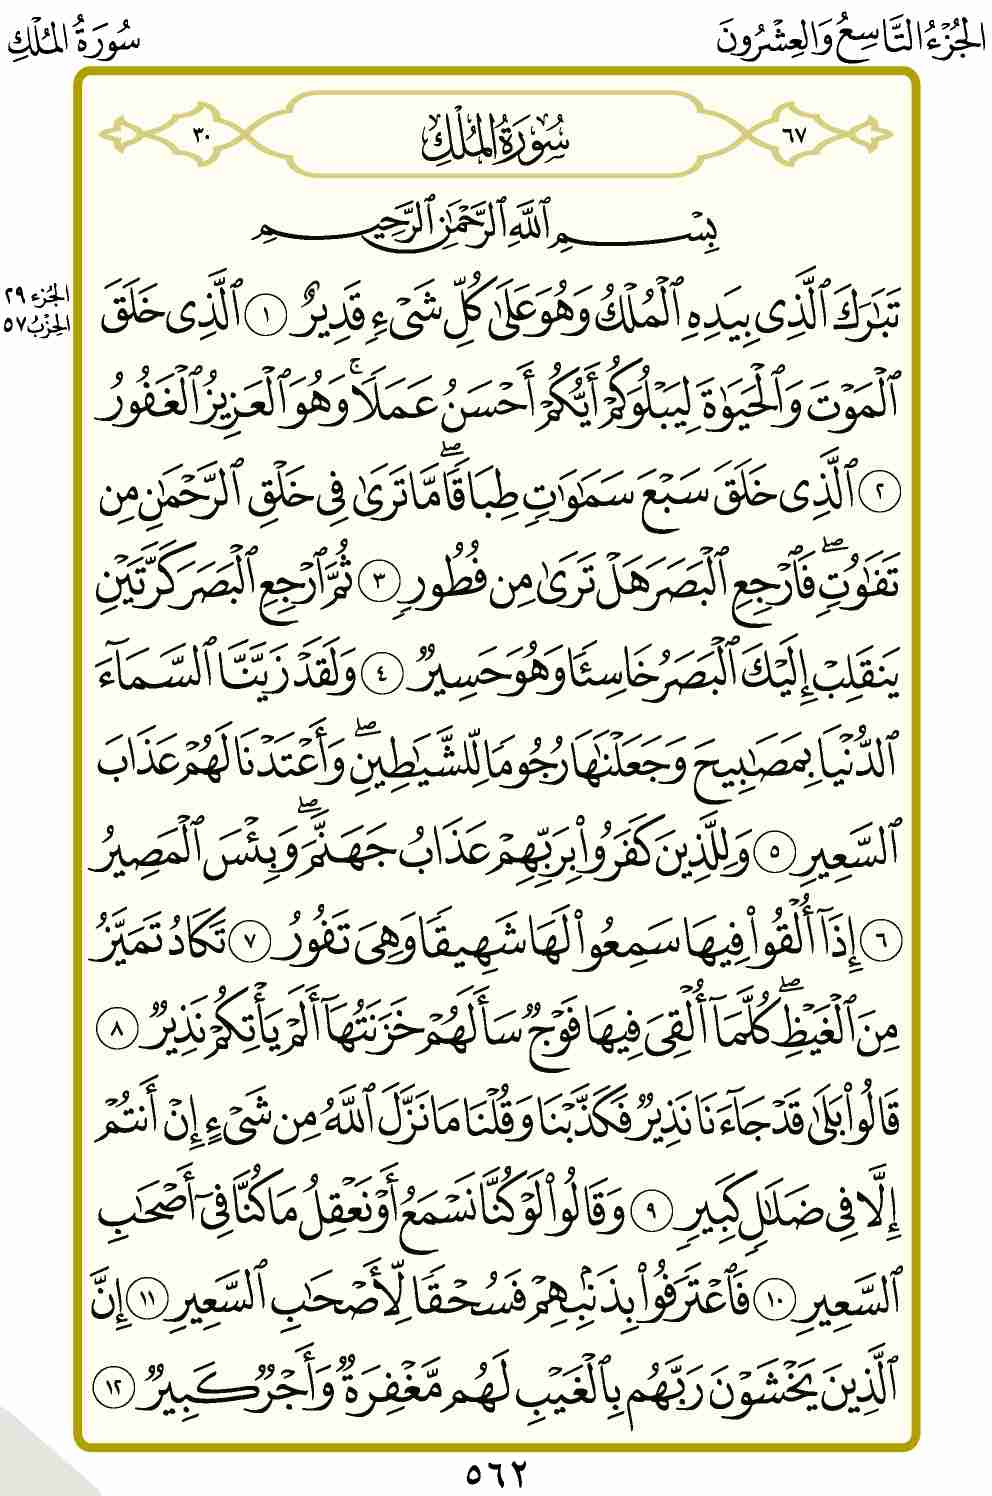 الجُزْءُ التَّاسِعُ وَالعِشْرُونَ
سُورَةُ المُلْكِ
٦٧
سُورَةُ المُلْكِ
٣٠
بِسْمِ ٱللَّهِ ٱلرَّحْمَٰنِ ٱلرَّحِيمِ
الجُزء ٢٩
الحِزْبُ ٥٧
تَبَٰرَكَ ٱلَّذِى بِيَدِهِ ٱلْمُلْكُ وَهُوَ عَلَىٰ كُلِّ شَىْءٍ قَدِيرٌ ١ ٱلَّذِى خَلَقَ
ٱلْمَوْتَ وَٱلْحَيَوٰةَ لِيَبْلُوَكُمْ أَيُّكُمْ أَحْسَنُ عَمَلًا ۚ وَهُوَ ٱلْعَزِيزُ ٱلْغَفُورُ
٢ ٱلَّذِى خَلَقَ سَبْعَ سَمَٰوَٰتٍ طِبَاقًا ۖ مَّا تَرَىٰ فِى خَلْقِ ٱلرَّحْمَٰنِ مِن
تَفَٰوُتٍ ۖ فَٱرْجِعِ ٱلْبَصَرَ هَلْ تَرَىٰ مِن فُطُورٍ ٣ ثُمَّ ٱرْجِعِ ٱلْبَصَرَ كَرَّتَيْنِ
يَنقَلِبْ إِلَيْكَ ٱلْبَصَرُ خَاسِئًا وَهُوَ حَسِيرٌ ٤ وَلَقَدْ زَيَّنَّا ٱلسَّمَآءَ
ٱلدُّنْيَا بِمَصَٰبِيحَ وَجَعَلْنَٰهَا رُجُومًا لِّلشَّيَٰطِينِ ۖ وَأَعْتَدْنَا لَهُمْ عَذَابَ
ٱلسَّعِيرِ ٥ وَلِلَّذِينَ كَفَرُوا۟ بِرَبِّهِمْ عَذَابُ جَهَنَّمَ ۖ وَبِئْسَ ٱلْمَصِيرُ
٦ إِذَآ أُلْقُوا۟ فِيهَا سَمِعُوا۟ لَهَا شَهِيقًا وَهِىَ تَفُورُ ٧ تَكَادُ تَمَيَّزُ
مِنَ ٱلْغَيْظِ ۖ كُلَّمَآ أُلْقِىَ فِيهَا فَوْجٌ سَأَلَهُمْ خَزَنَتُهَآ أَلَمْ يَأْتِكُمْ نَذِيرٌ ٨
قَالُوا۟ بَلَىٰ قَدْ جَآءَنَا نَذِيرٌ فَكَذَّبْنَا وَقُلْنَا مَا نَزَّلَ ٱللَّهُ مِن شَىْءٍ إِنْ أَنتُمْ
إِلَّا فِى ضَلَٰلٍ كَبِيرٍ ٩ وَقَالُوا۟ لَوْ كُنَّا نَسْمَعُ أَوْ نَعْقِلُ مَا كُنَّا فِىٓ أَصْحَٰبِ
ٱلسَّعِيرِ ١٠ فَٱعْتَرَفُوا۟ بِذَنۢبِهِمْ فَسُحْقًا لِّأَصْحَٰبِ ٱلسَّعِيرِ ١١ إِنَّ
ٱلَّذِينَ يَخْشَوْنَ رَبَّهُم بِٱلْغَيْبِ لَهُم مَّغْفِرَةٌ وَأَجْرٌ كَبِيرٌ ١٢
٥٦٢